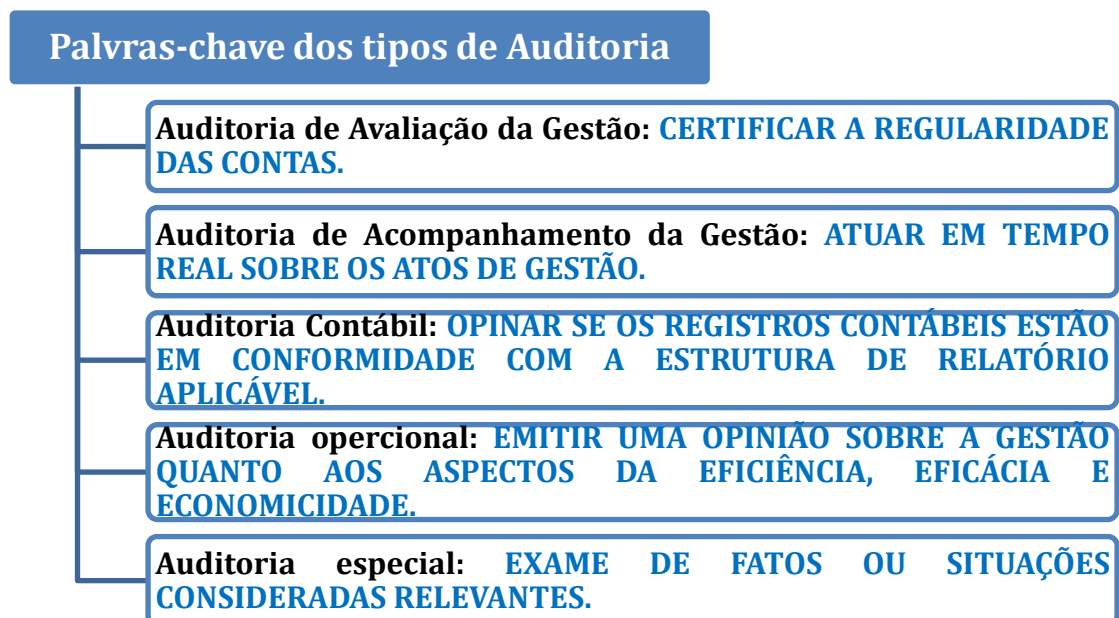 Palvras-chave dos tipos de Auditoria
Auditoria de Avaliação da Gestão: CERTIFICAR A REGULARIDADE
DAS CONTAS.
Auditoria de Acompanhamento da Gestão: ATUAR EM TEMPO
REAL SOBRE OS ATOS DE GESTÃO.
Auditoria Contábil: OPINAR SE OS REGISTROS CONTÁBEIS ESTÃO
EM CONFORMIDADE COM A ESTRUTURA DE RELATÓRIO
APLICÁVEL.
Auditoria opercional: EMITIR UMA OPINIÃO SOBRE A GESTÃO
QUANTO AOS ASPECTOS DA EFICIÊNCIA, EFICÁCIA E
ECONOMICIDADE.
Auditoria especial: EXAME DE FATOS OU SITUAÇÕES
CONSIDERADAS RELEVANTES.